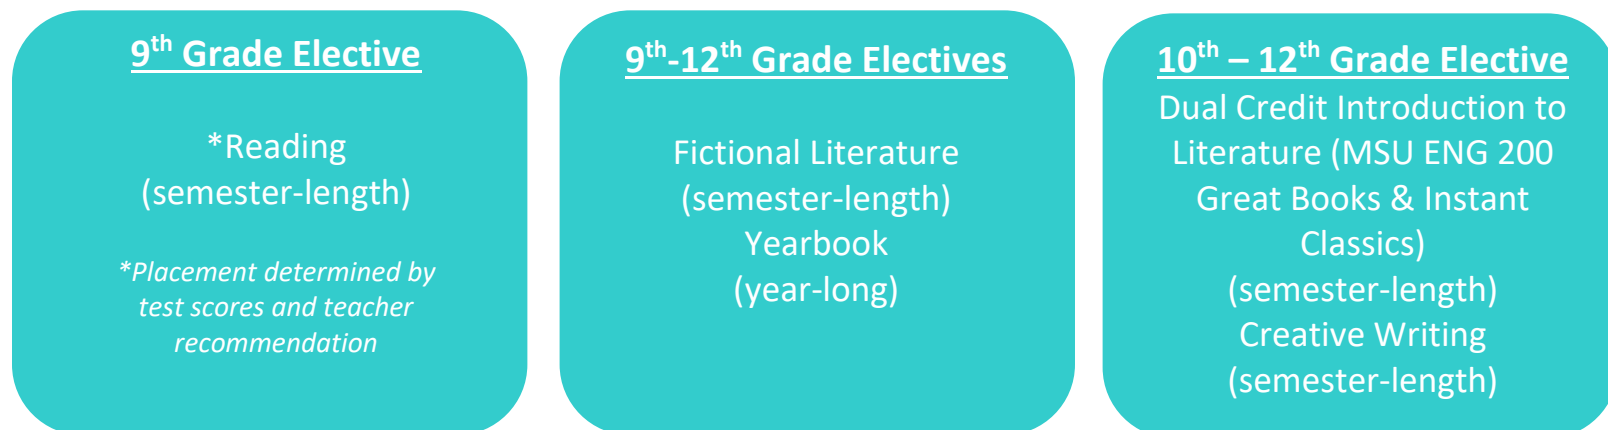 9th Grade Elective
*Reading
(semester-length)
*Placement determined by
test scores and teacher
recommendation
9th-12th Grade Electives
Fictional Literature
(semester-length)
Yearbook
(year-long)
10th – 12th Grade Elective
Dual Credit Introduction to
Literature (MSU ENG 200
Great Books & Instant
Classics)
(semester-length)
Creative Writing
(semester-length)